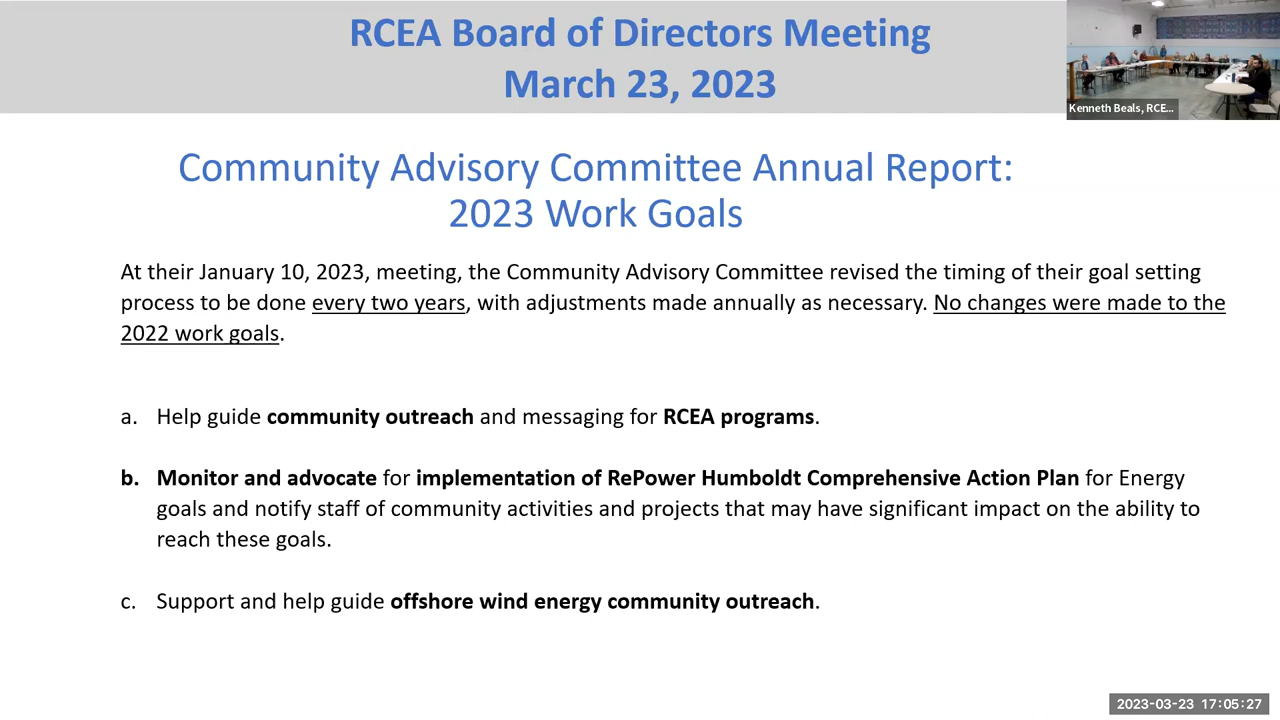 RCEA Board of Directors Meeting
March 23, 2023
Kenneth Beals, RCE...
Community Advisory Committee Annual Report:
2023 Work Goals
At their January 10, 2023, meeting, the Community Advisory Committee revised the timing of their goal setting
process to be done every two years, with adjustments made annually as necessary. No changes were made to the
2022 work goals.
a. Help guide community outreach and messaging for RCEA programs.
b. Monitor and advocate for implementation of RePower Humboldt Comprehensive Action Plan for Energy
goals and notify staff of community activities and projects that may have significant impact on the ability to
reach these goals.
c. Support and help guide offshore wind energy community outreach.
2023-03-23 17:05:27